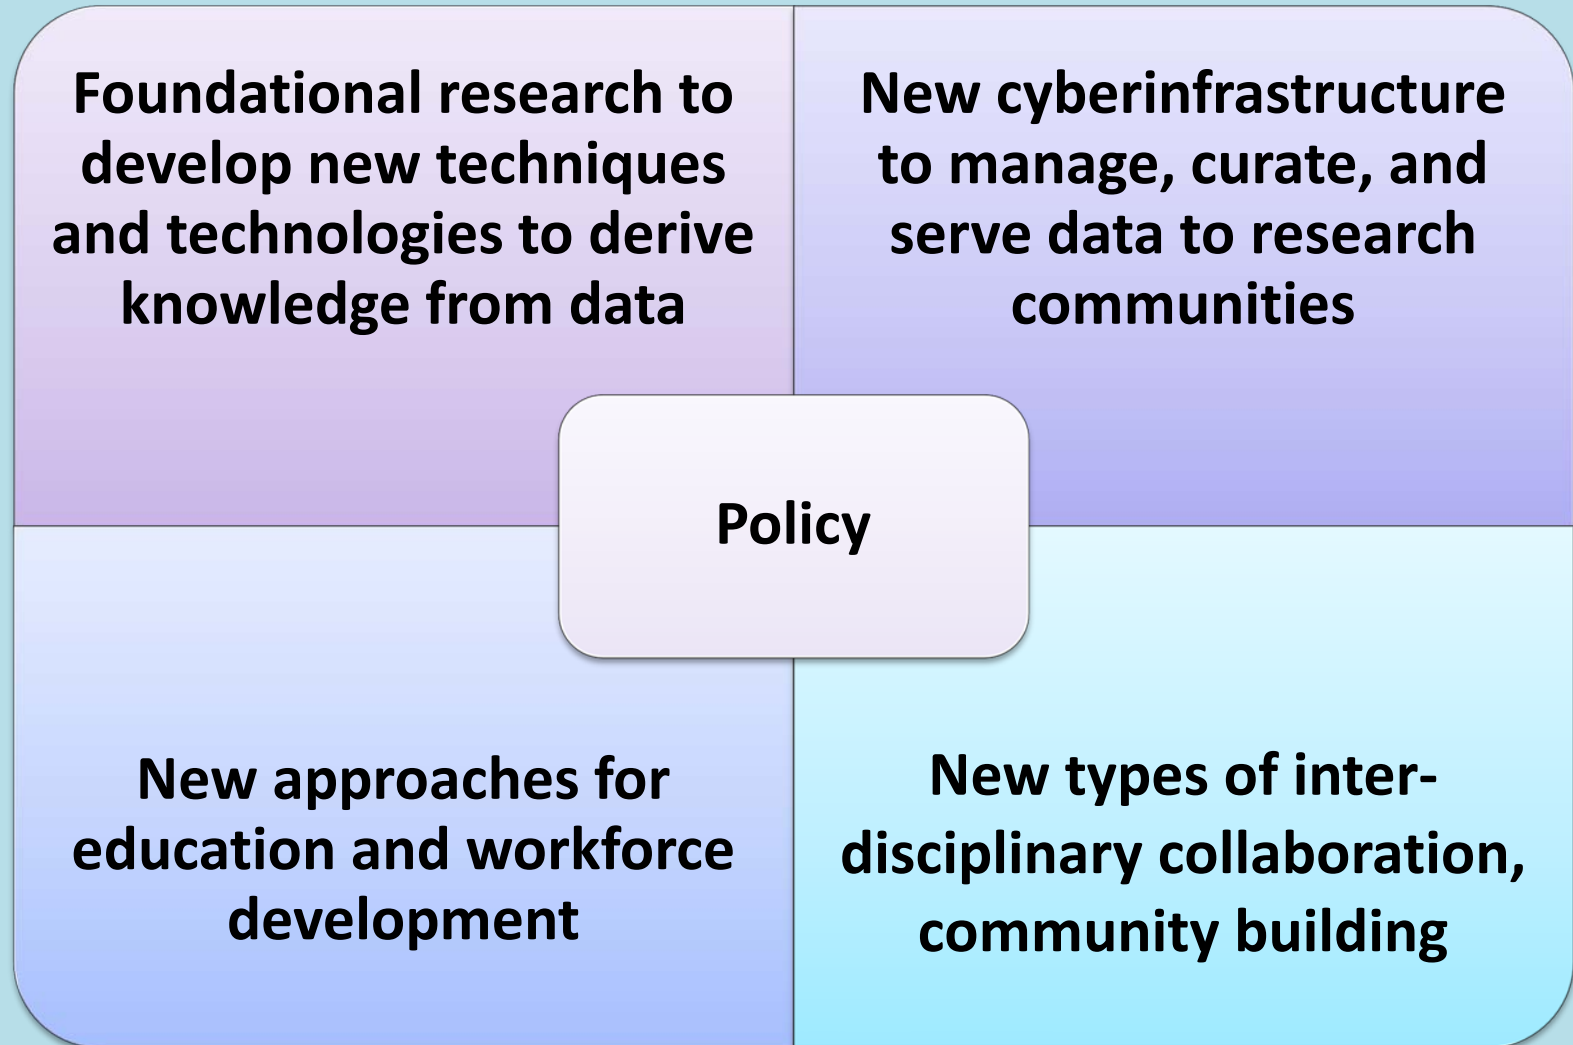 Foundational research to
develop new techniques
and technologies to derive
knowledge from data
New cyberinfrastructure
to manage, curate, and
serve data to research
communities
Policy
New approaches for
education and workforce
development
New types of inter-
disciplinary collaboration,
community building